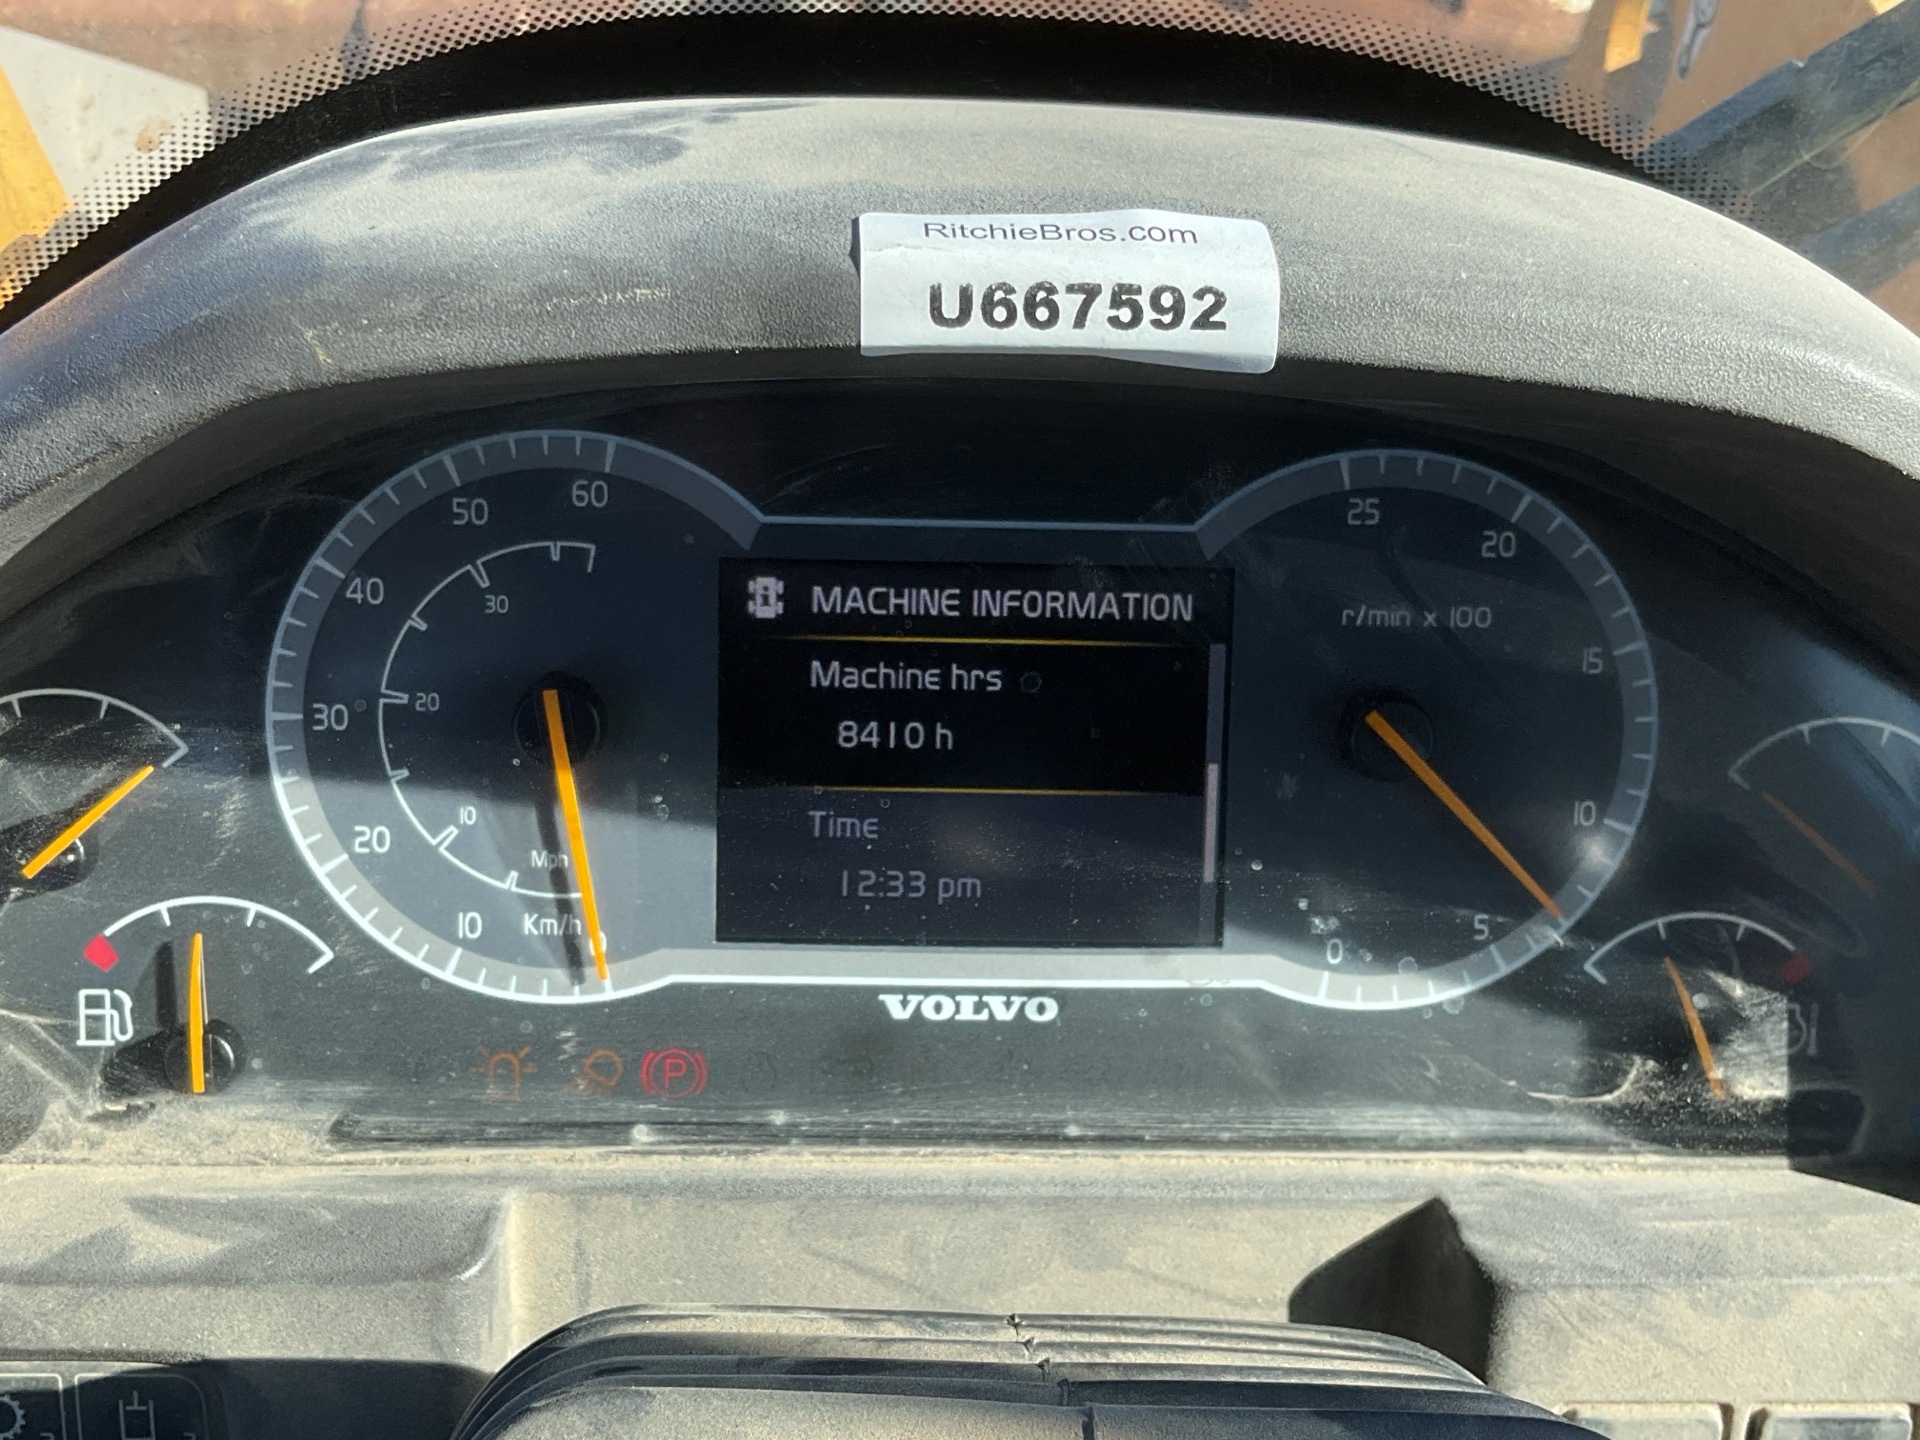 RitchieBros.com
U667592
60
50
40
30
20
10
30
20
10
Mph
Km/h
0
MACHINE INFORMATION
Machine hrs
8410 h
Time
12:33 pm
25
20
r/min x 100
15
10
5
0
VOLVO
P